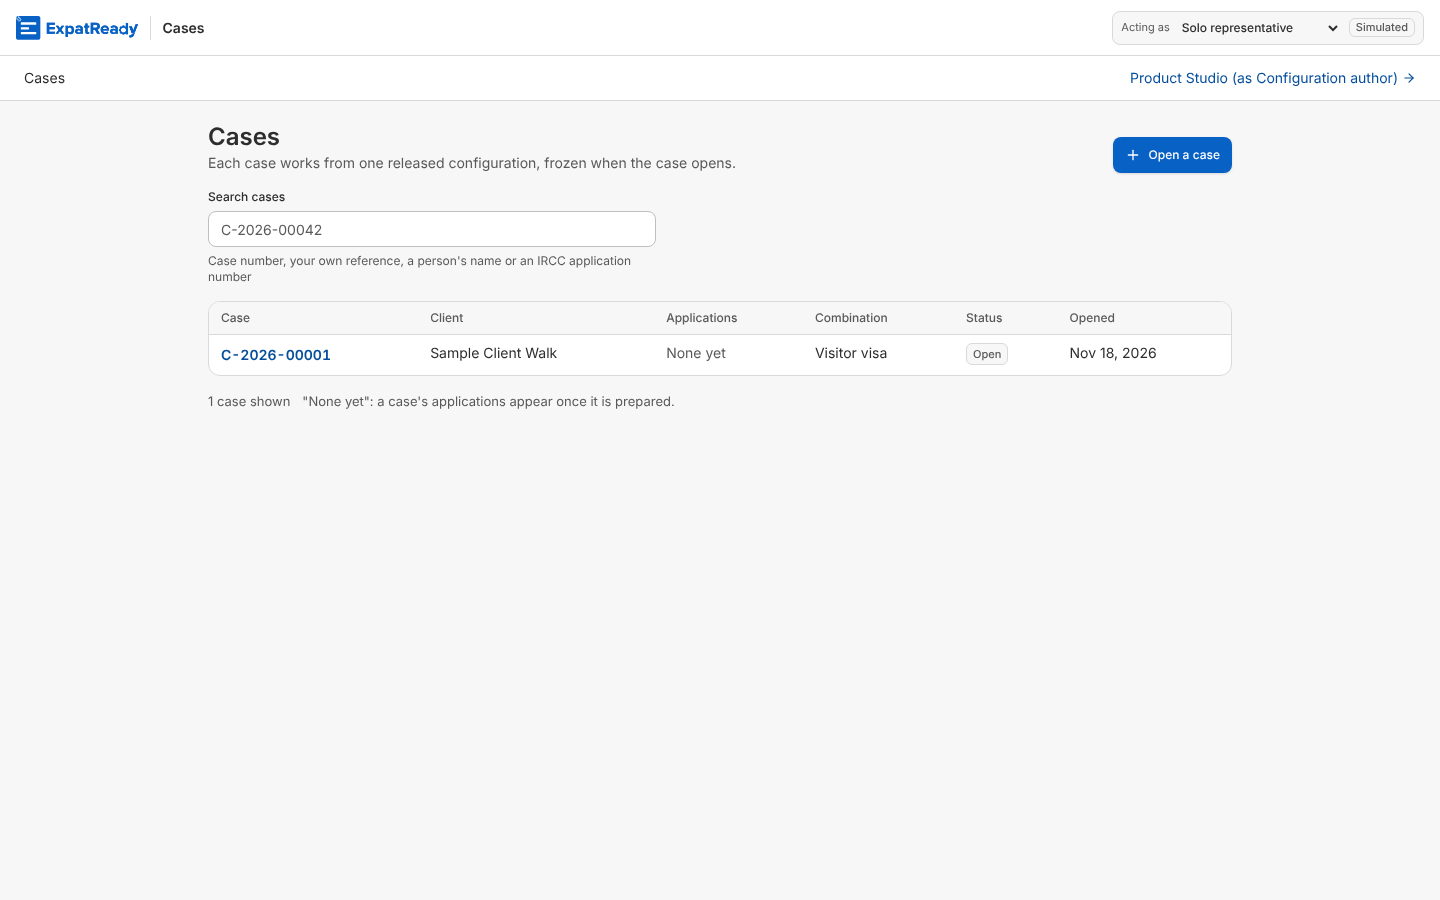 ExpatReady
Cases
Acting as Solo representative Simulated
Cases
Product Studio (as Configuration author) →
Cases
Each case works from one released configuration, frozen when the case opens.
+ Open a case
Search cases
C-2026-00042
Case number, your own reference, a person's name or an IRCC application
number
Case Client Applications Combination Status Opened
C-2026-00001 Sample Client Walk None yet Visitor visa Open Nov 18, 2026
1 case shown "None yet": a case's applications appear once it is prepared.